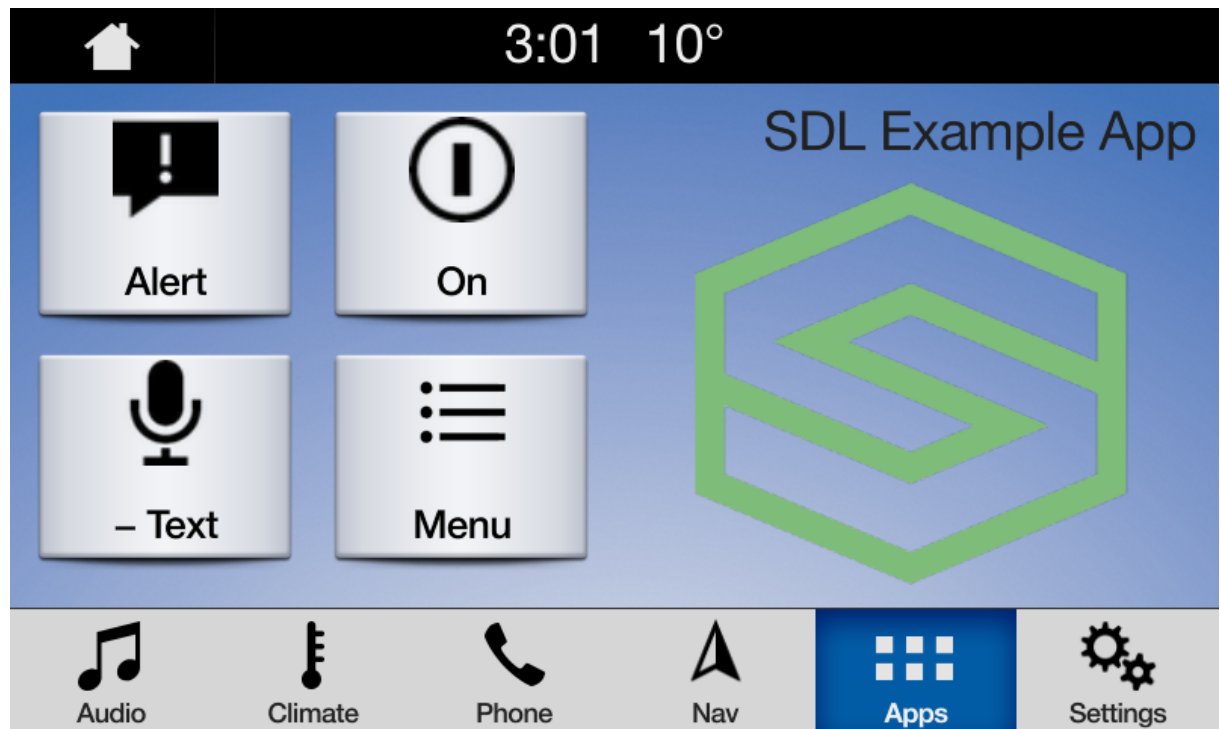 3:01 10°
SDL Example App
Alert
On
– Text
Menu
Audio
Climate
Phone
Nav
Apps
Settings